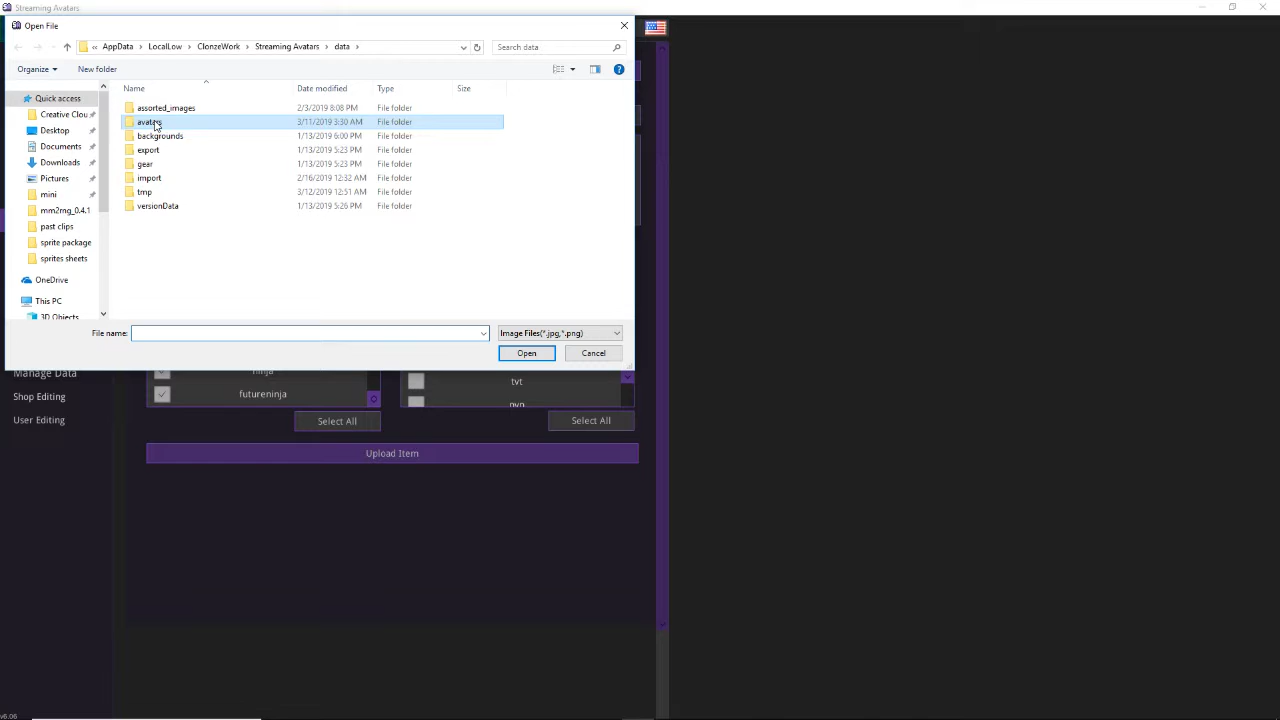 Streaming Avatars
Open File
« AppData > LocalLow > ClonzeWork > Streaming Avatars > data >
Search data
Organize
New folder
Name
Date modified
Type
Size
Quick access
Creative Clou
Desktop
Documents
Downloads
Pictures
mini
mm2rng_0.4.1
past clips
sprite package
sprites sheets
OneDrive
This PC
3D Objects
assorted_images 2/3/2019 8:08 PM File folder
avatars 3/11/2019 3:30 AM File folder
backgrounds 1/13/2019 6:00 PM File folder
export 1/13/2019 5:23 PM File folder
gear 1/13/2019 5:23 PM File folder
import 2/16/2019 12:32 AM File folder
tmp 3/12/2019 12:51 AM File folder
versionData 1/13/2019 5:26 PM File folder
File name:
Image Files(*.jpg,*.png)
Open
Cancel
Manage Data
Shop Editing
User Editing
ninja
futureninja
tvt
pvp
Select All
Select All
Upload Item
v6.06